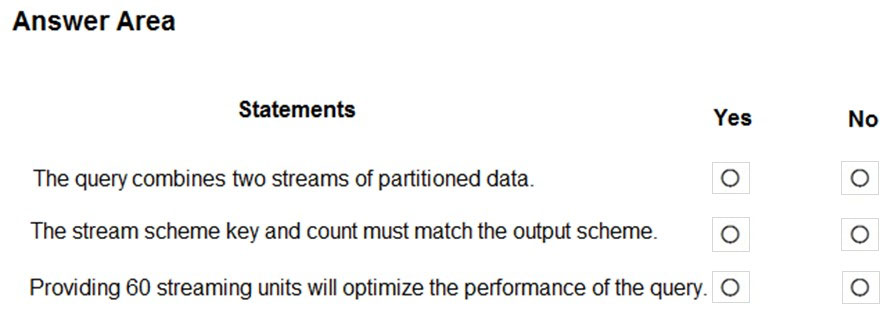 Answer Area
Statements Yes No
The query combines two streams of partitioned data.
The stream scheme key and count must match the output scheme.
Providing 60 streaming units will optimize the performance of the query.